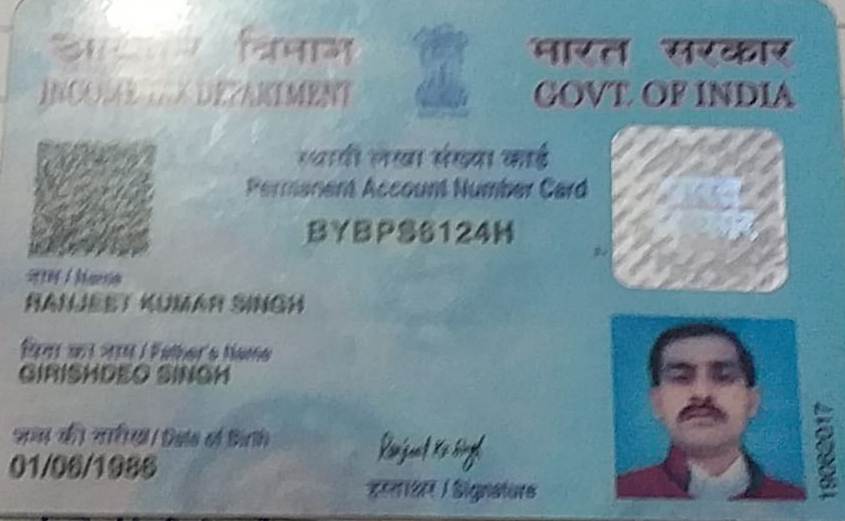 आयकर विभाग
INCOME TAX DEPARTMENT
भारत सरकार
GOVT. OF INDIA
स्थायी लेखा संख्या कार्ड
Permanent Account Number Card
BYBPS6124H
नाम / Name
RANJEET KUMAR SINGH
पिता का नाम / Father's Name
GIRISHDEO SINGH
जन्म की तारीख / Date of Birth
01/06/1986
Ranjeet Kr Singh
हस्ताक्षर / Signature
19062017